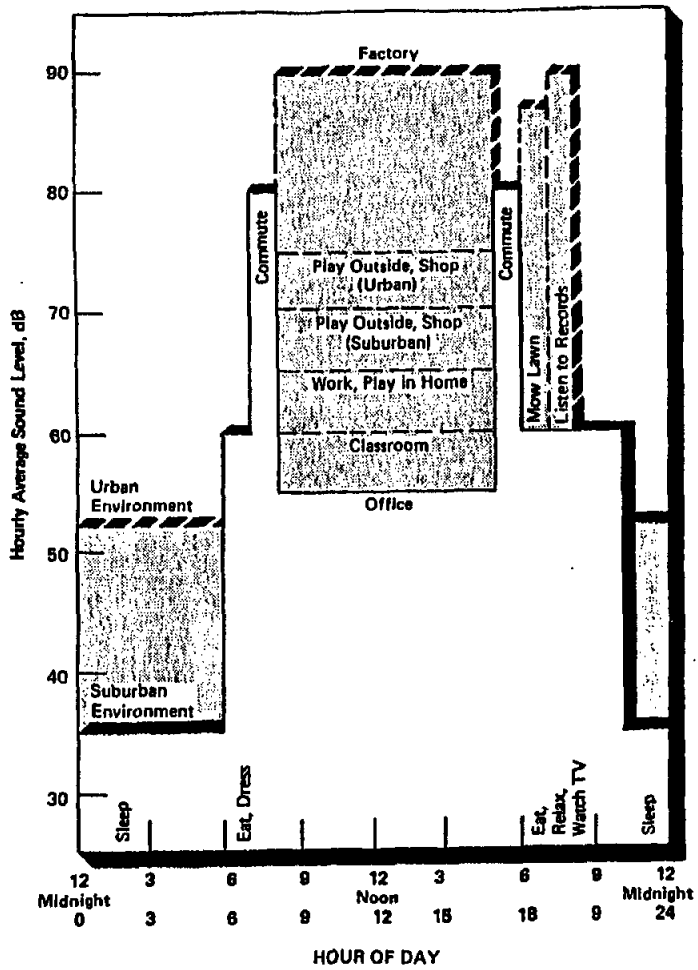 Factory
90
80
Commute
Play Outside, Shop
(Urban)
Commute
70
Play Outside, Shop
(Suburban)
Mow Lawn
Listen to Records
Work, Play in Home
60
Classroom
Office
Hourly Average Sound Level, dB
Urban
Environment
50
40
Suburban
Environment
30
Sleep
Eat, Dress
Eat,
Relax,
Watch TV
Sleep
12 3 6 9 12 3 6 9 12
Midnight Noon Midnight
0 3 6 9 12 15 18 9 24
HOUR OF DAY